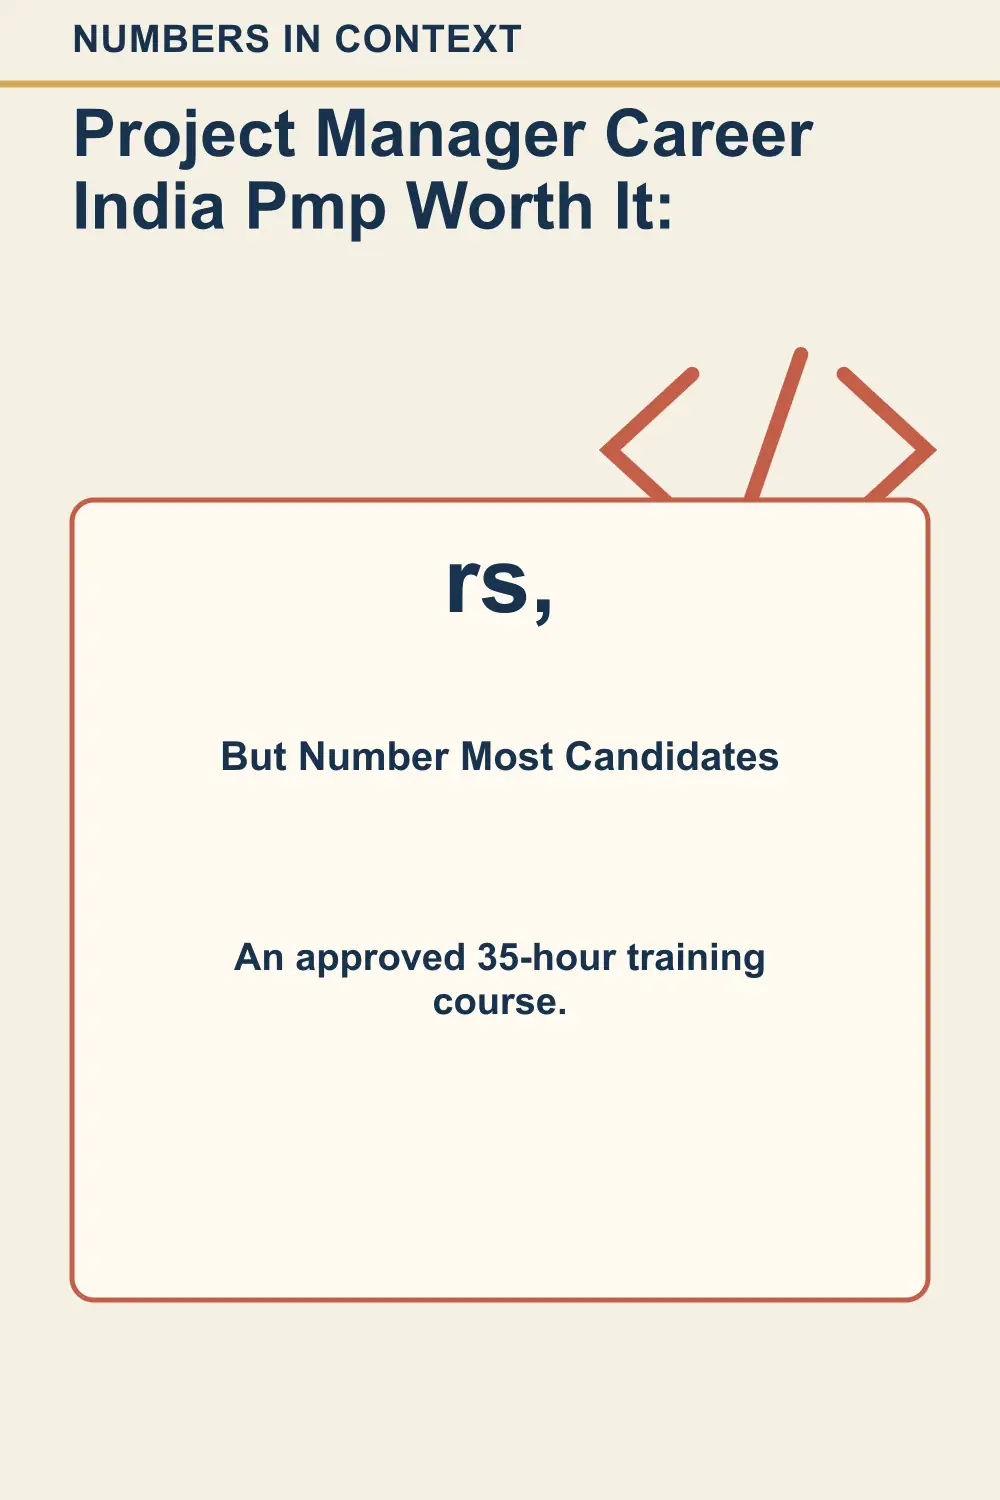 NUMBERS IN CONTEXT
Project Manager Career
India Pmp Worth It:
rs,
But Number Most Candidates
An approved 35-hour training
course.